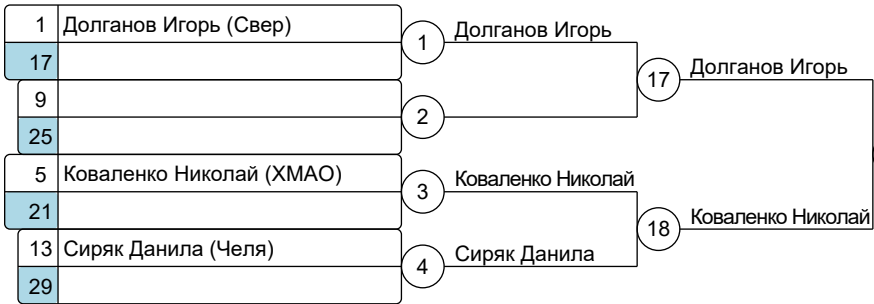 1 Долганов Игорь (Свер)
17
9
25
5 Коваленко Николай (ХМАО)
21
13 Сиряк Данила (Челя)
29
1 Долганов Игорь
2
3 Коваленко Николай
4 Сиряк Данила
17 Долганов Игорь
18 Коваленко Николай